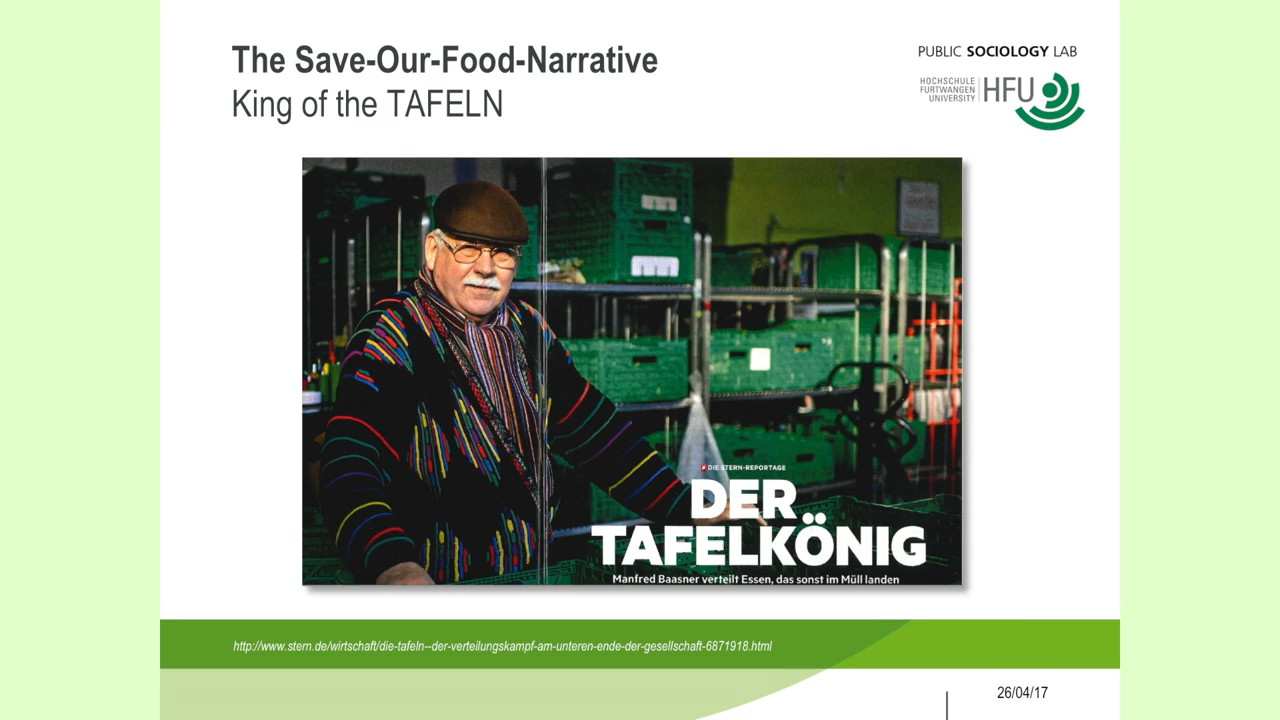 The Save-Our-Food-Narrative
King of the TAFELN
PUBLIC SOCIOLOGY LAB
HOCHSCHULE
FURTWANGEN
UNIVERSITY
HFU
DIE STERN-REPORTAGE
DER
TAFELKÖNIG
Manfred Baasner verteilt Essen, das sonst im Müll landen
http://www.stern.de/wirtschaft/die-tafeln--der-verteilungskampf-am-unteren-ende-der-gesellschaft-6871918.html
26/04/17